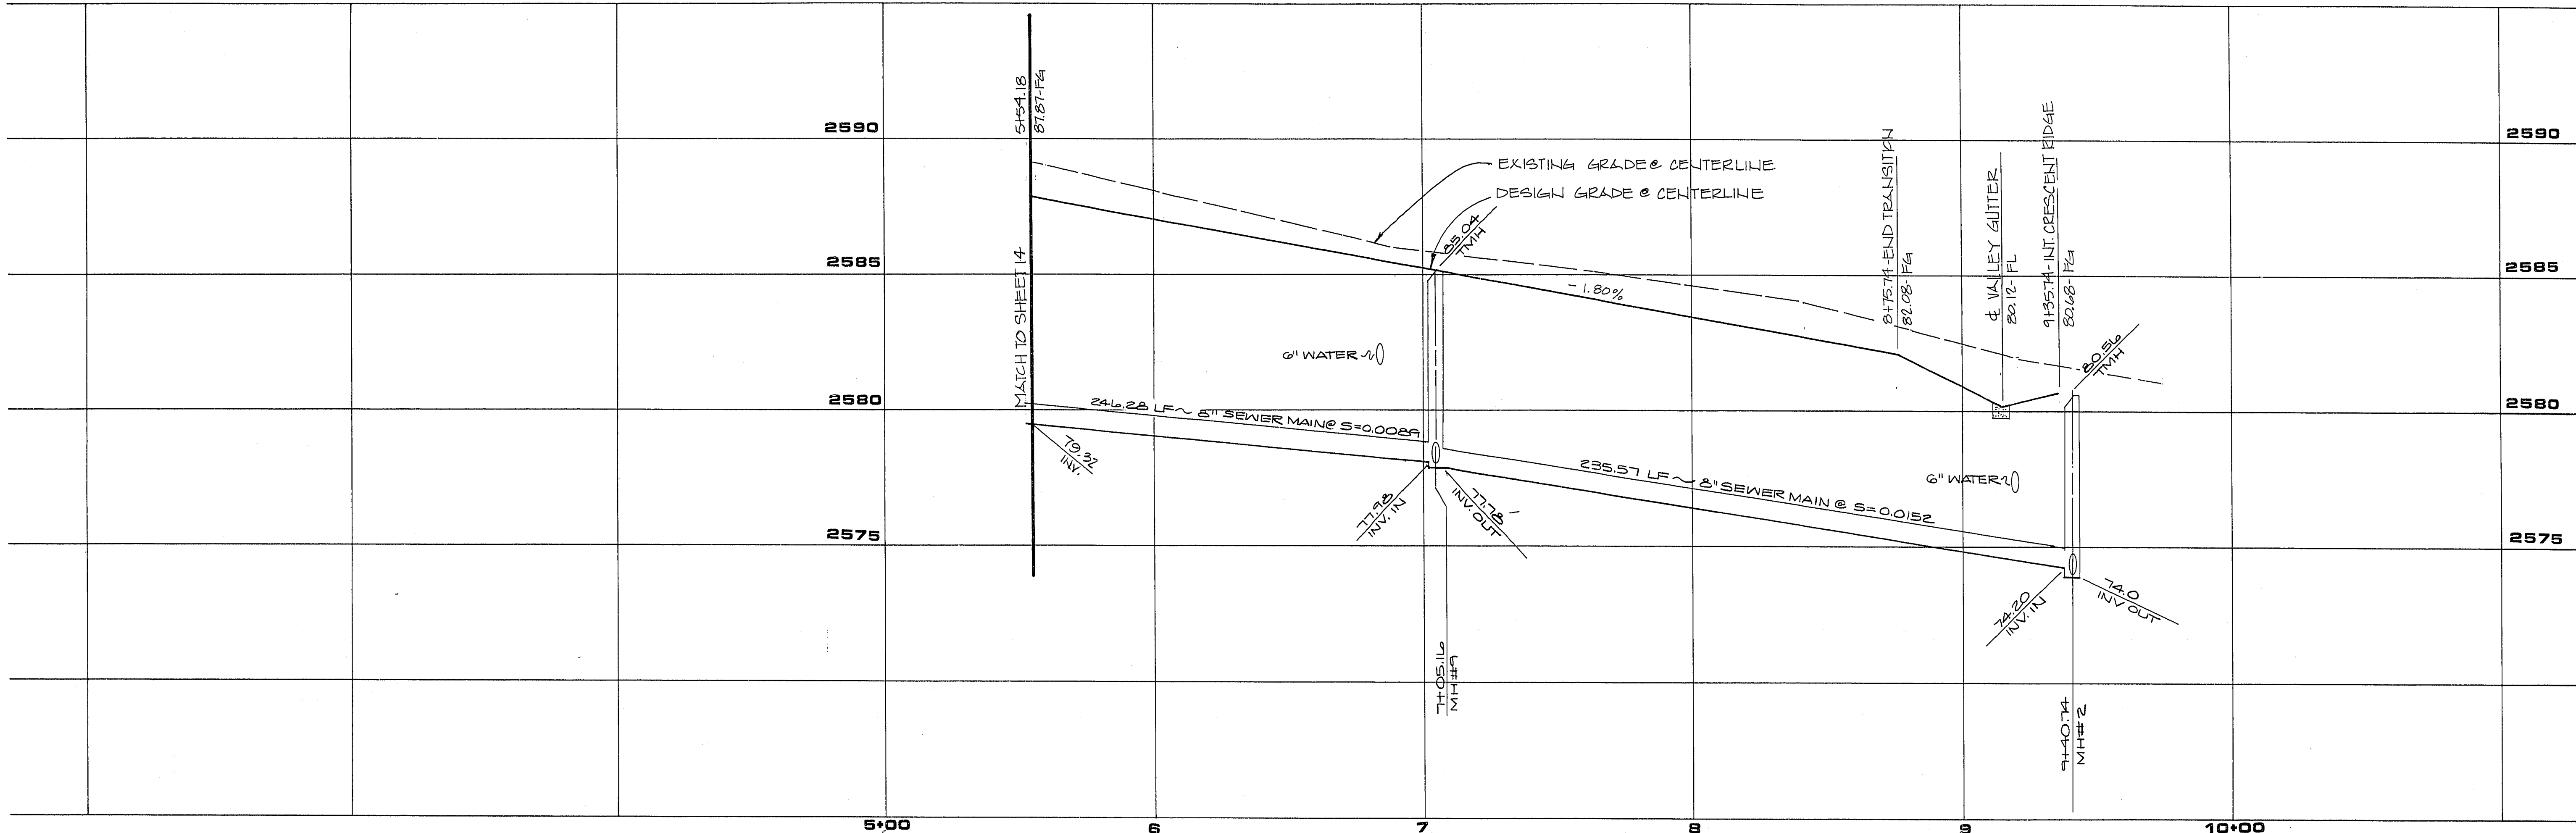 5+54.18
87.87-FG
2590
2590
EXISTING GRADE @ CENTERLINE
DESIGN GRADE @ CENTERLINE
8+75.74-END TRANSITION
82.08-FG
℄ VALLEY GUTTER
80.12-FL
9+35.74-INT. CRESCENT RIDGE
80.68-FG
85.04
TMH
2585
2585
-1.80%
MATCH TO SHEET 14
6" WATER
80.56
TMH
2580
2580
246.28 LF ~ 8" SEWER MAIN @ S=0.0089
79.32
INV.
235.57 LF ~ 8" SEWER MAIN @ S=0.0152
6" WATER
77.98
INV. IN
77.78
INV. OUT
2575
2575
74.20
INV. IN
74.0
INV OUT
7+05.16
MH#9
9+40.74
MH#2
5+00
6
7
8
9
10+00